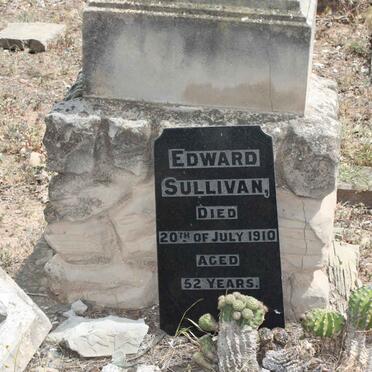 EDWARD
SULLIVAN,
DIED
20TH OF JULY 1910
AGED
52 YEARS.